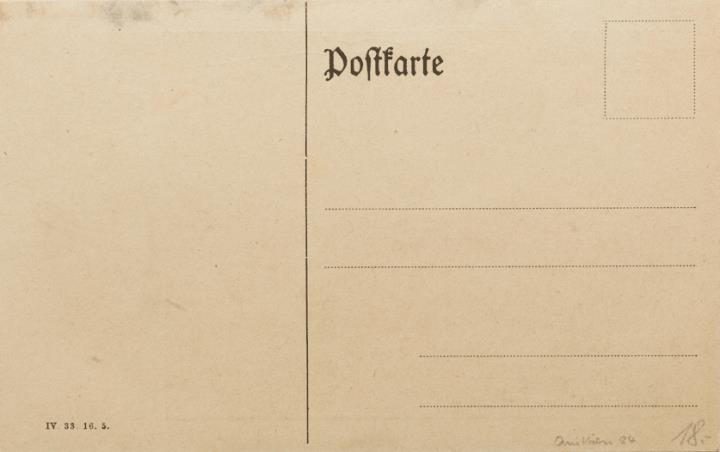 Poſtkarte
IV. 33. 16. 5.
18.-